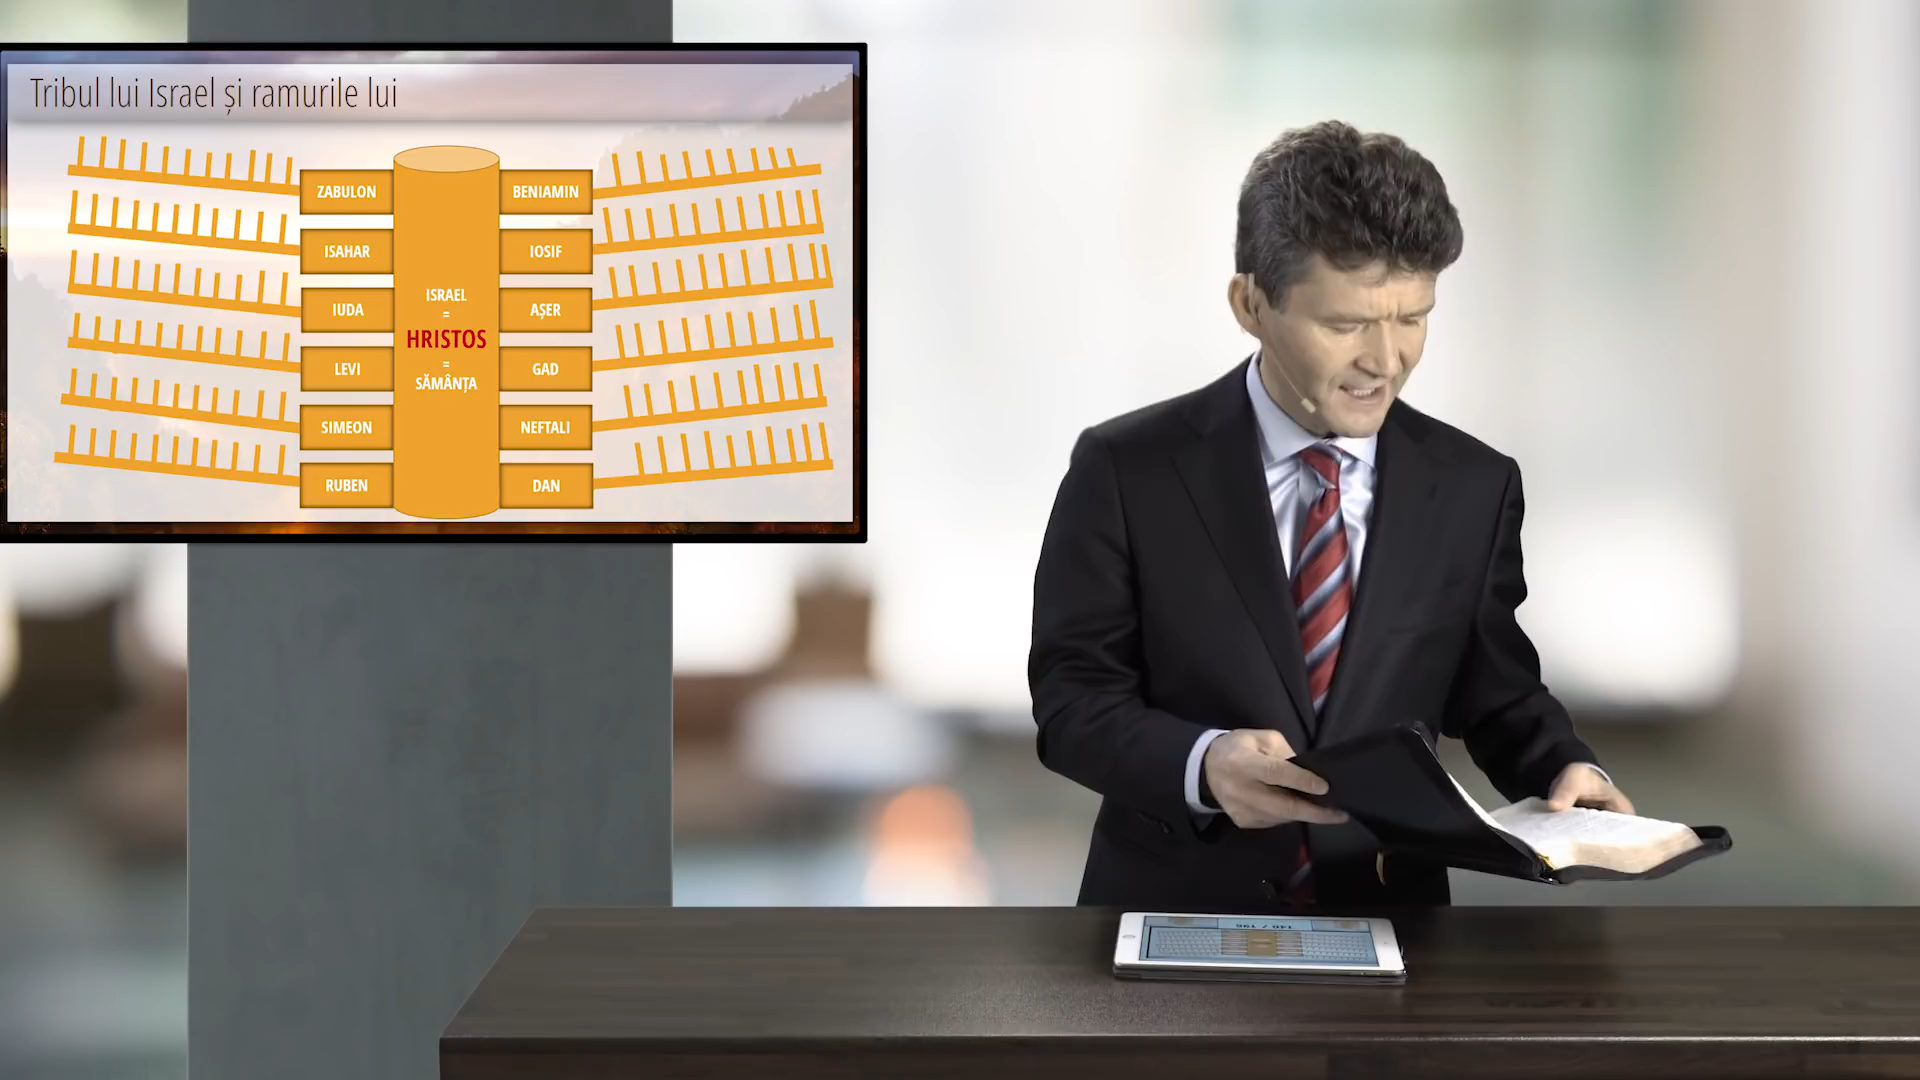 Tribul lui Israel și ramurile lui
ZABULON
BENIAMIN
ISAHAR
IOSIF
IUDA
AȘER
LEVI
GAD
SIMEON
NEFTALI
RUBEN
DAN
ISRAEL
=
HRISTOS
=
SĂMÂNȚA